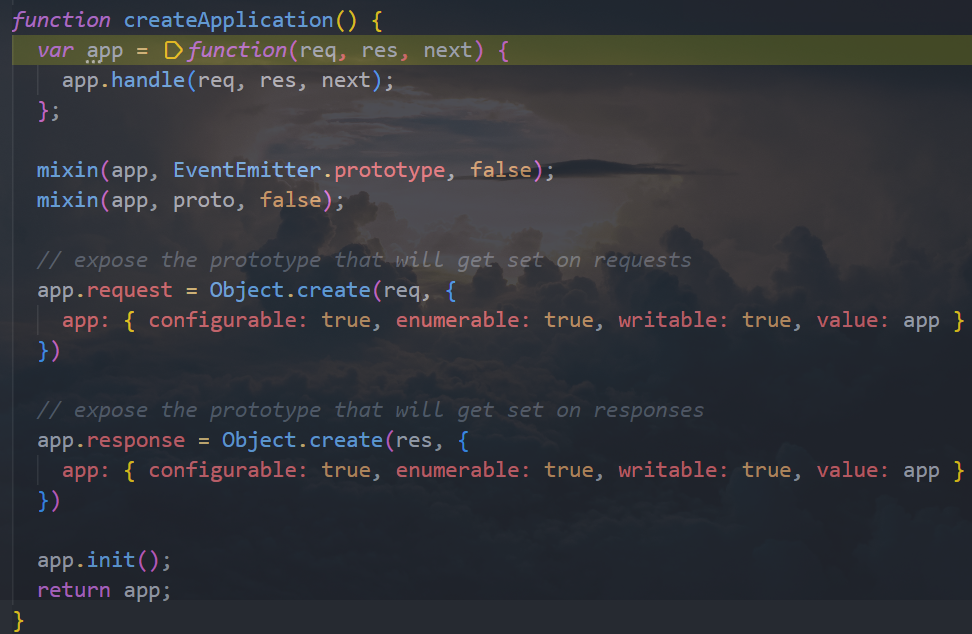 function createApplication() {
  var app = function(req, res, next) {
    app.handle(req, res, next);
  };

  mixin(app, EventEmitter.prototype, false);
  mixin(app, proto, false);

  // expose the prototype that will get set on requests
  app.request = Object.create(req, {
    app: { configurable: true, enumerable: true, writable: true, value: app }
  })

  // expose the prototype that will get set on responses
  app.response = Object.create(res, {
    app: { configurable: true, enumerable: true, writable: true, value: app }
  })

  app.init();
  return app;
}